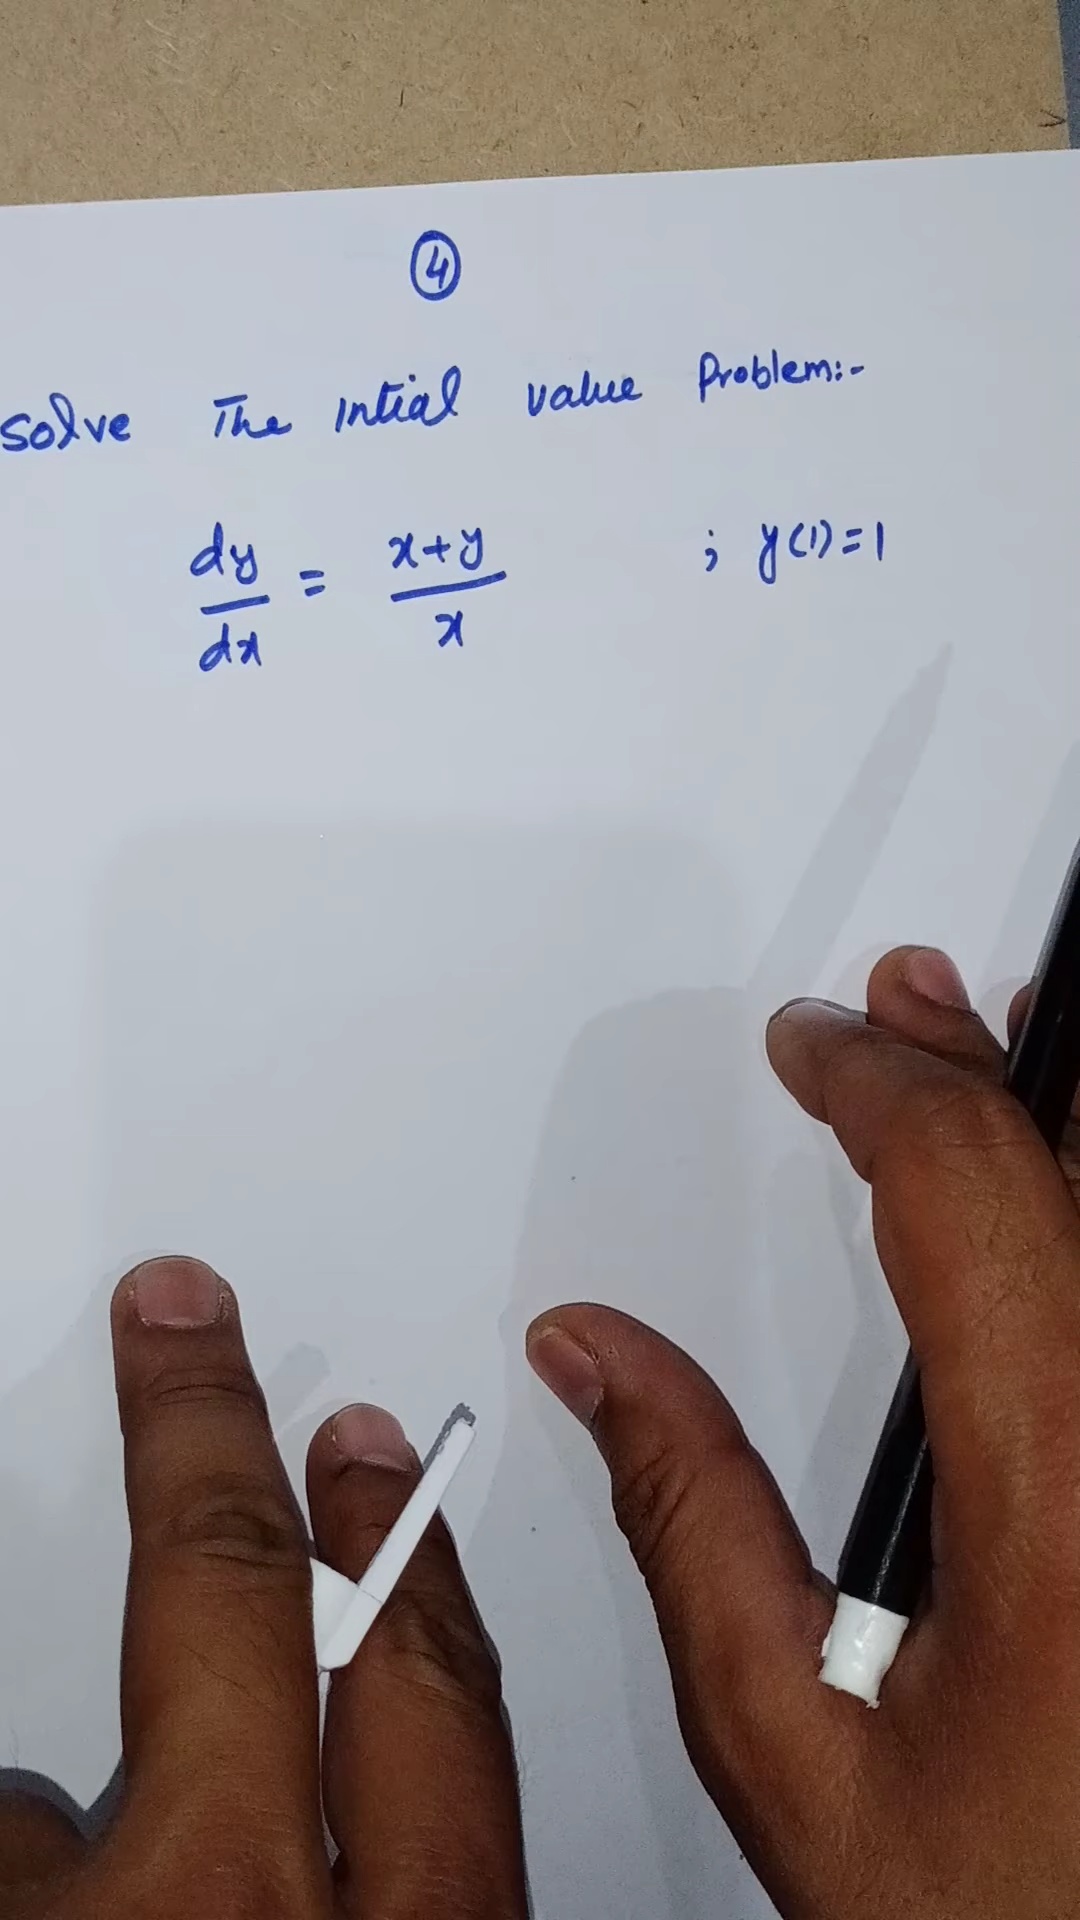 4
Solve The intial value Problem:-
dy/dx = x+y/x ; y(1)=1